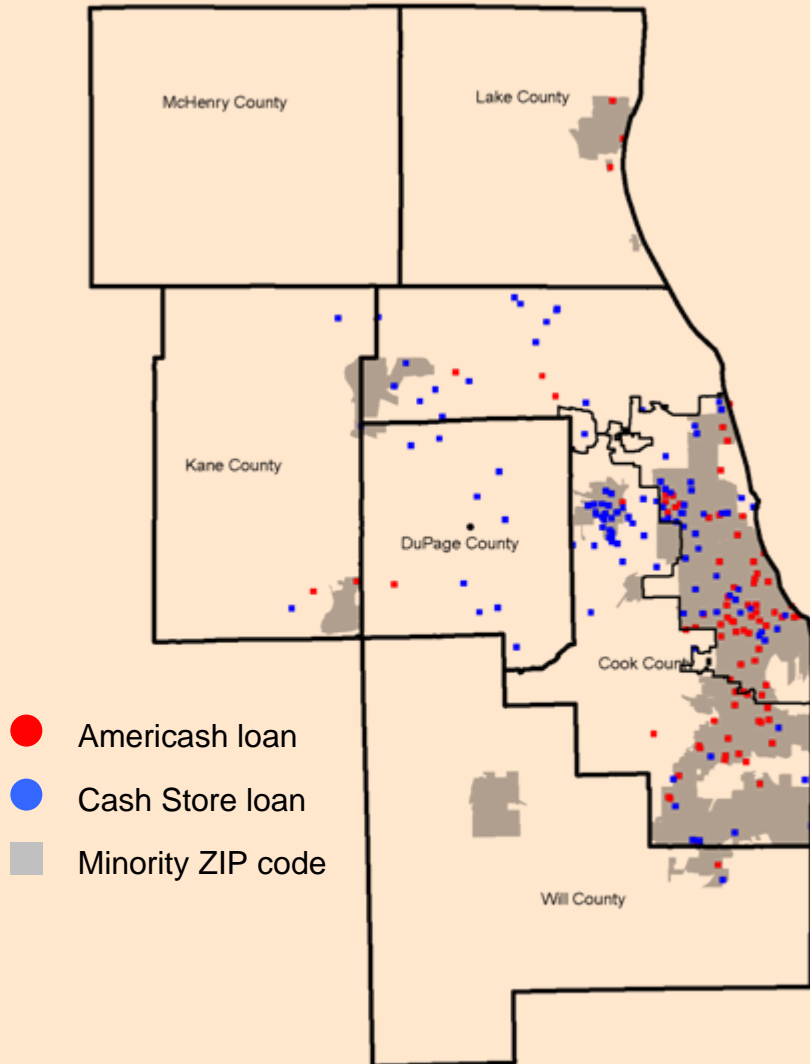 McHenry County
Lake County
Kane County
DuPage County
Cook County
Americash loan
Cash Store loan
Minority ZIP code
Will County